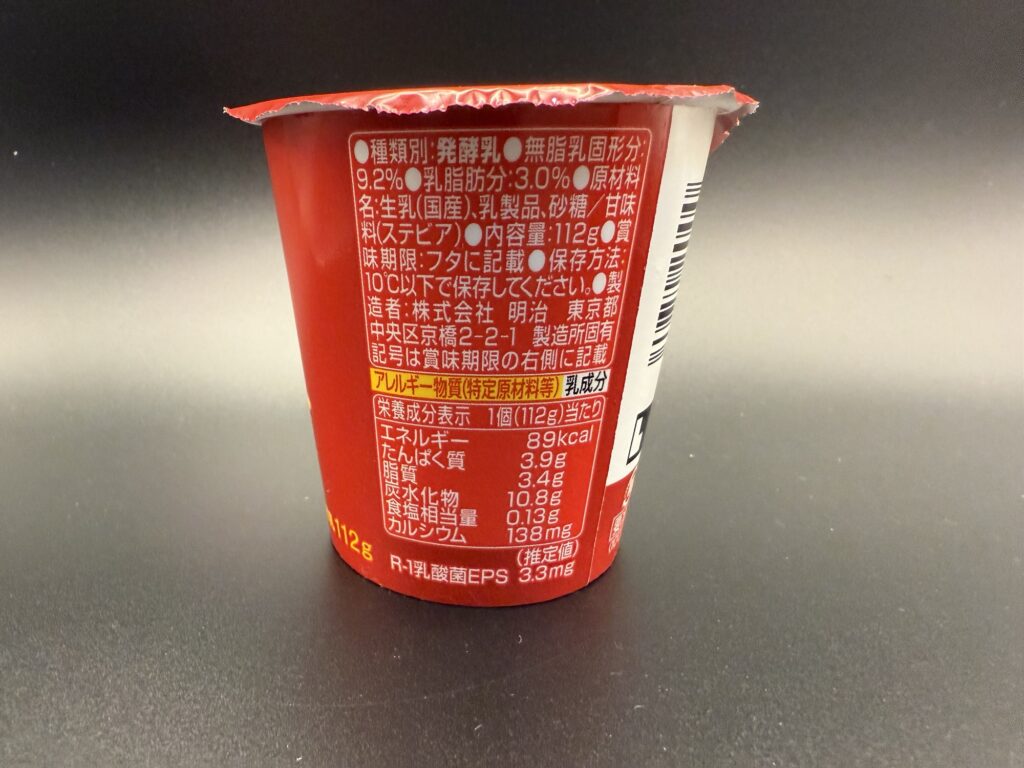 ●種類別:発酵乳●無脂乳固形分:
9.2%●乳脂肪分:3.0%●原材料
名:生乳(国産)、乳製品、砂糖/甘味
料(ステビア)●内容量:112g●賞
味期限:フタに記載●保存方法:
10℃以下で保存してください。●製
造者:株式会社 明治 東京都
中央区京橋2-2-1 製造所固有
記号は賞味期限の右側に記載
アレルギー物質(特定原材料等) 乳成分
栄養成分表示 1個(112g)当たり
エネルギー 89kcal
たんぱく質 3.9g
脂質 3.4g
炭水化物 10.8g
食塩相当量 0.13g
カルシウム 138mg
(推定値)
R-1乳酸菌EPS 3.3mg
112g